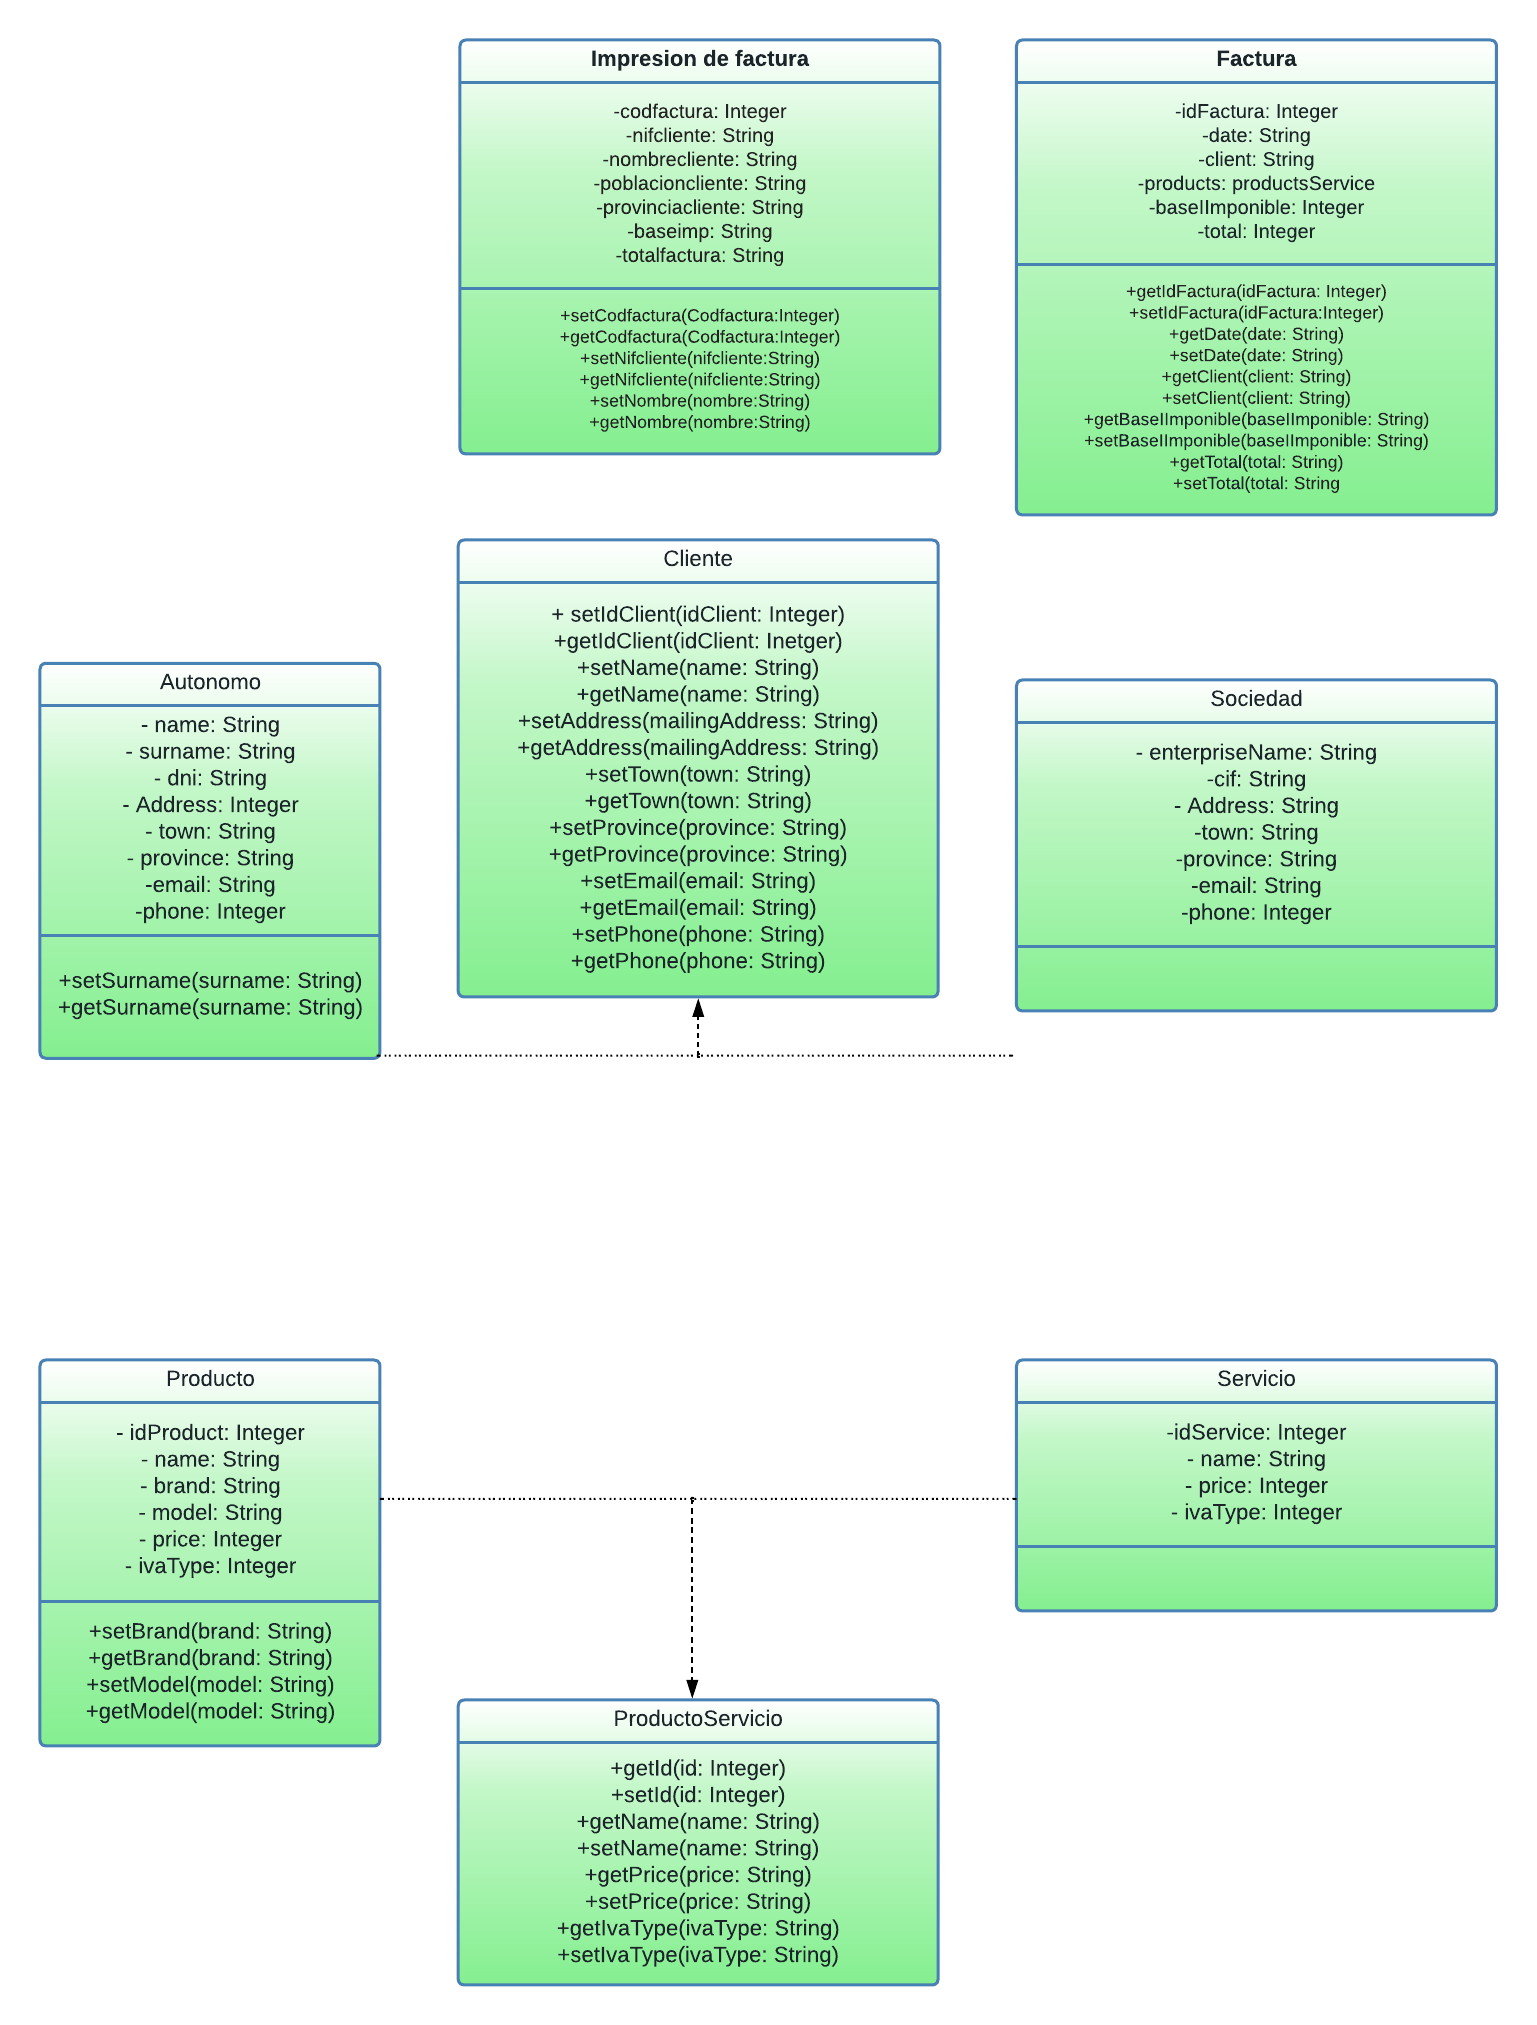 Impresion de factura
-codfactura: Integer
-nifcliente: String
-nombrecliente: String
-poblacioncliente: String
-provinciacliente: String
-baseimp: String
-totalfactura: String
+setCodfactura(Codfactura:Integer)
+getCodfactura(Codfactura:Integer)
+setNifcliente(nifcliente:String)
+getNifcliente(nifcliente:String)
+setNombre(nombre:String)
+getNombre(nombre:String)
Factura
-idFactura: Integer
-date: String
-client: String
-products: productsService
-baseIImponible: Integer
-total: Integer
+getIdFactura(idFactura: Integer)
+setIdFactura(idFactura:Integer)
+getDate(date: String)
+setDate(date: String)
+getClient(client: String)
+setClient(client: String)
+getBaseIImponible(baseIImponible: String)
+setBaseIImponible(baseIImponible: String)
+getTotal(total: String)
+setTotal(total: String
Cliente
+ setIdClient(idClient: Integer)
+getIdClient(idClient: Inetger)
+setName(name: String)
+getName(name: String)
+setAddress(mailingAddress: String)
+getAddress(mailingAddress: String)
+setTown(town: String)
+getTown(town: String)
+setProvince(province: String)
+getProvince(province: String)
+setEmail(email: String)
+getEmail(email: String)
+setPhone(phone: String)
+getPhone(phone: String)
Autonomo
- name: String
- surname: String
- dni: String
- Address: Integer
- town: String
- province: String
-email: String
-phone: Integer
+setSurname(surname: String)
+getSurname(surname: String)
Sociedad
- enterpriseName: String
-cif: String
- Address: String
-town: String
-province: String
-email: String
-phone: Integer
Producto
- idProduct: Integer
- name: String
- brand: String
- model: String
- price: Integer
- ivaType: Integer
+setBrand(brand: String)
+getBrand(brand: String)
+setModel(model: String)
+getModel(model: String)
Servicio
-idService: Integer
- name: String
- price: Integer
- ivaType: Integer
ProductoServicio
+getId(id: Integer)
+setId(id: Integer)
+getName(name: String)
+setName(name: String)
+getPrice(price: String)
+setPrice(price: String)
+getIvaType(ivaType: String)
+setIvaType(ivaType: String)